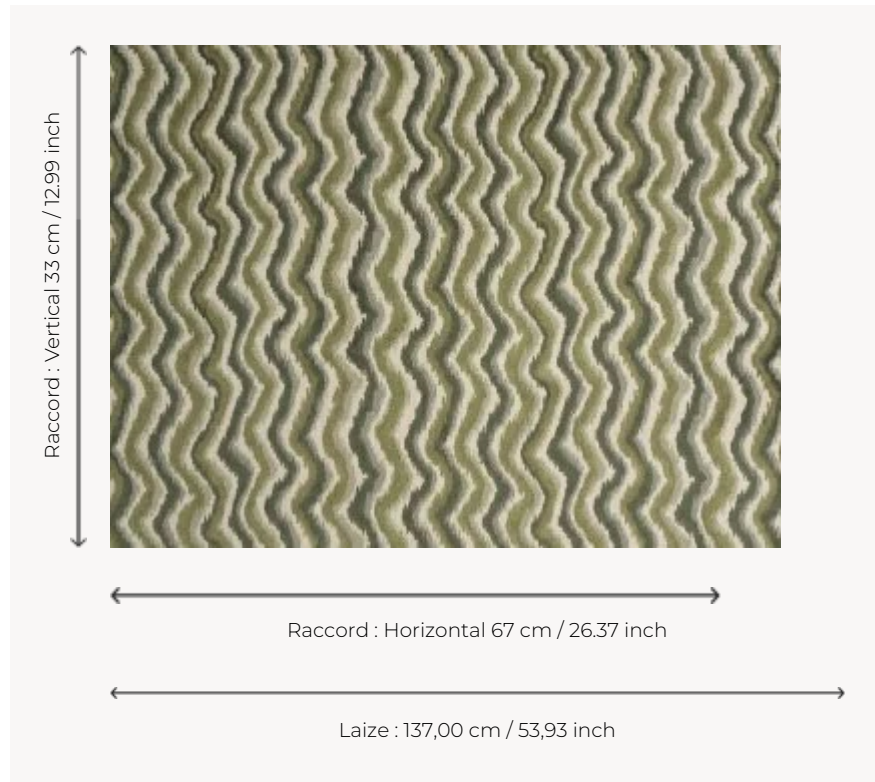 Raccord : Vertical 33 cm / 12.99 inch
Raccord : Horizontal 67 cm / 26.37 inch
Laize : 137,00 cm / 53,93 inch